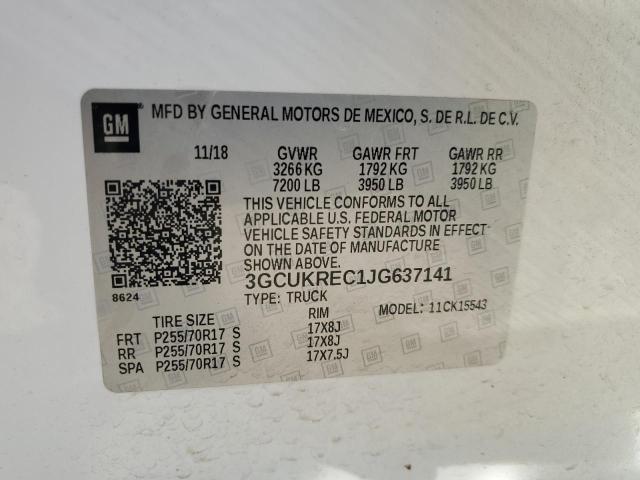 GM
MFD BY GENERAL MOTORS DE MEXICO, S. DE R.L. DE C.V.
11/18 GVWR GAWR FRT GAWR RR
3266 KG 1792 KG 1792 KG
7200 LB 3950 LB 3950 LB
THIS VEHICLE CONFORMS TO ALL
APPLICABLE U.S. FEDERAL MOTOR
VEHICLE SAFETY STANDARDS IN EFFECT
ON THE DATE OF MANUFACTURE
SHOWN ABOVE.
3GCUKREC1JG637141
8624
TYPE: TRUCK
MODEL: 11CK15543
TIRE SIZE RIM
FRT P255/70R17 S 17X8J
RR P255/70R17 S 17X8J
SPA P255/70R17 S 17X7.5J